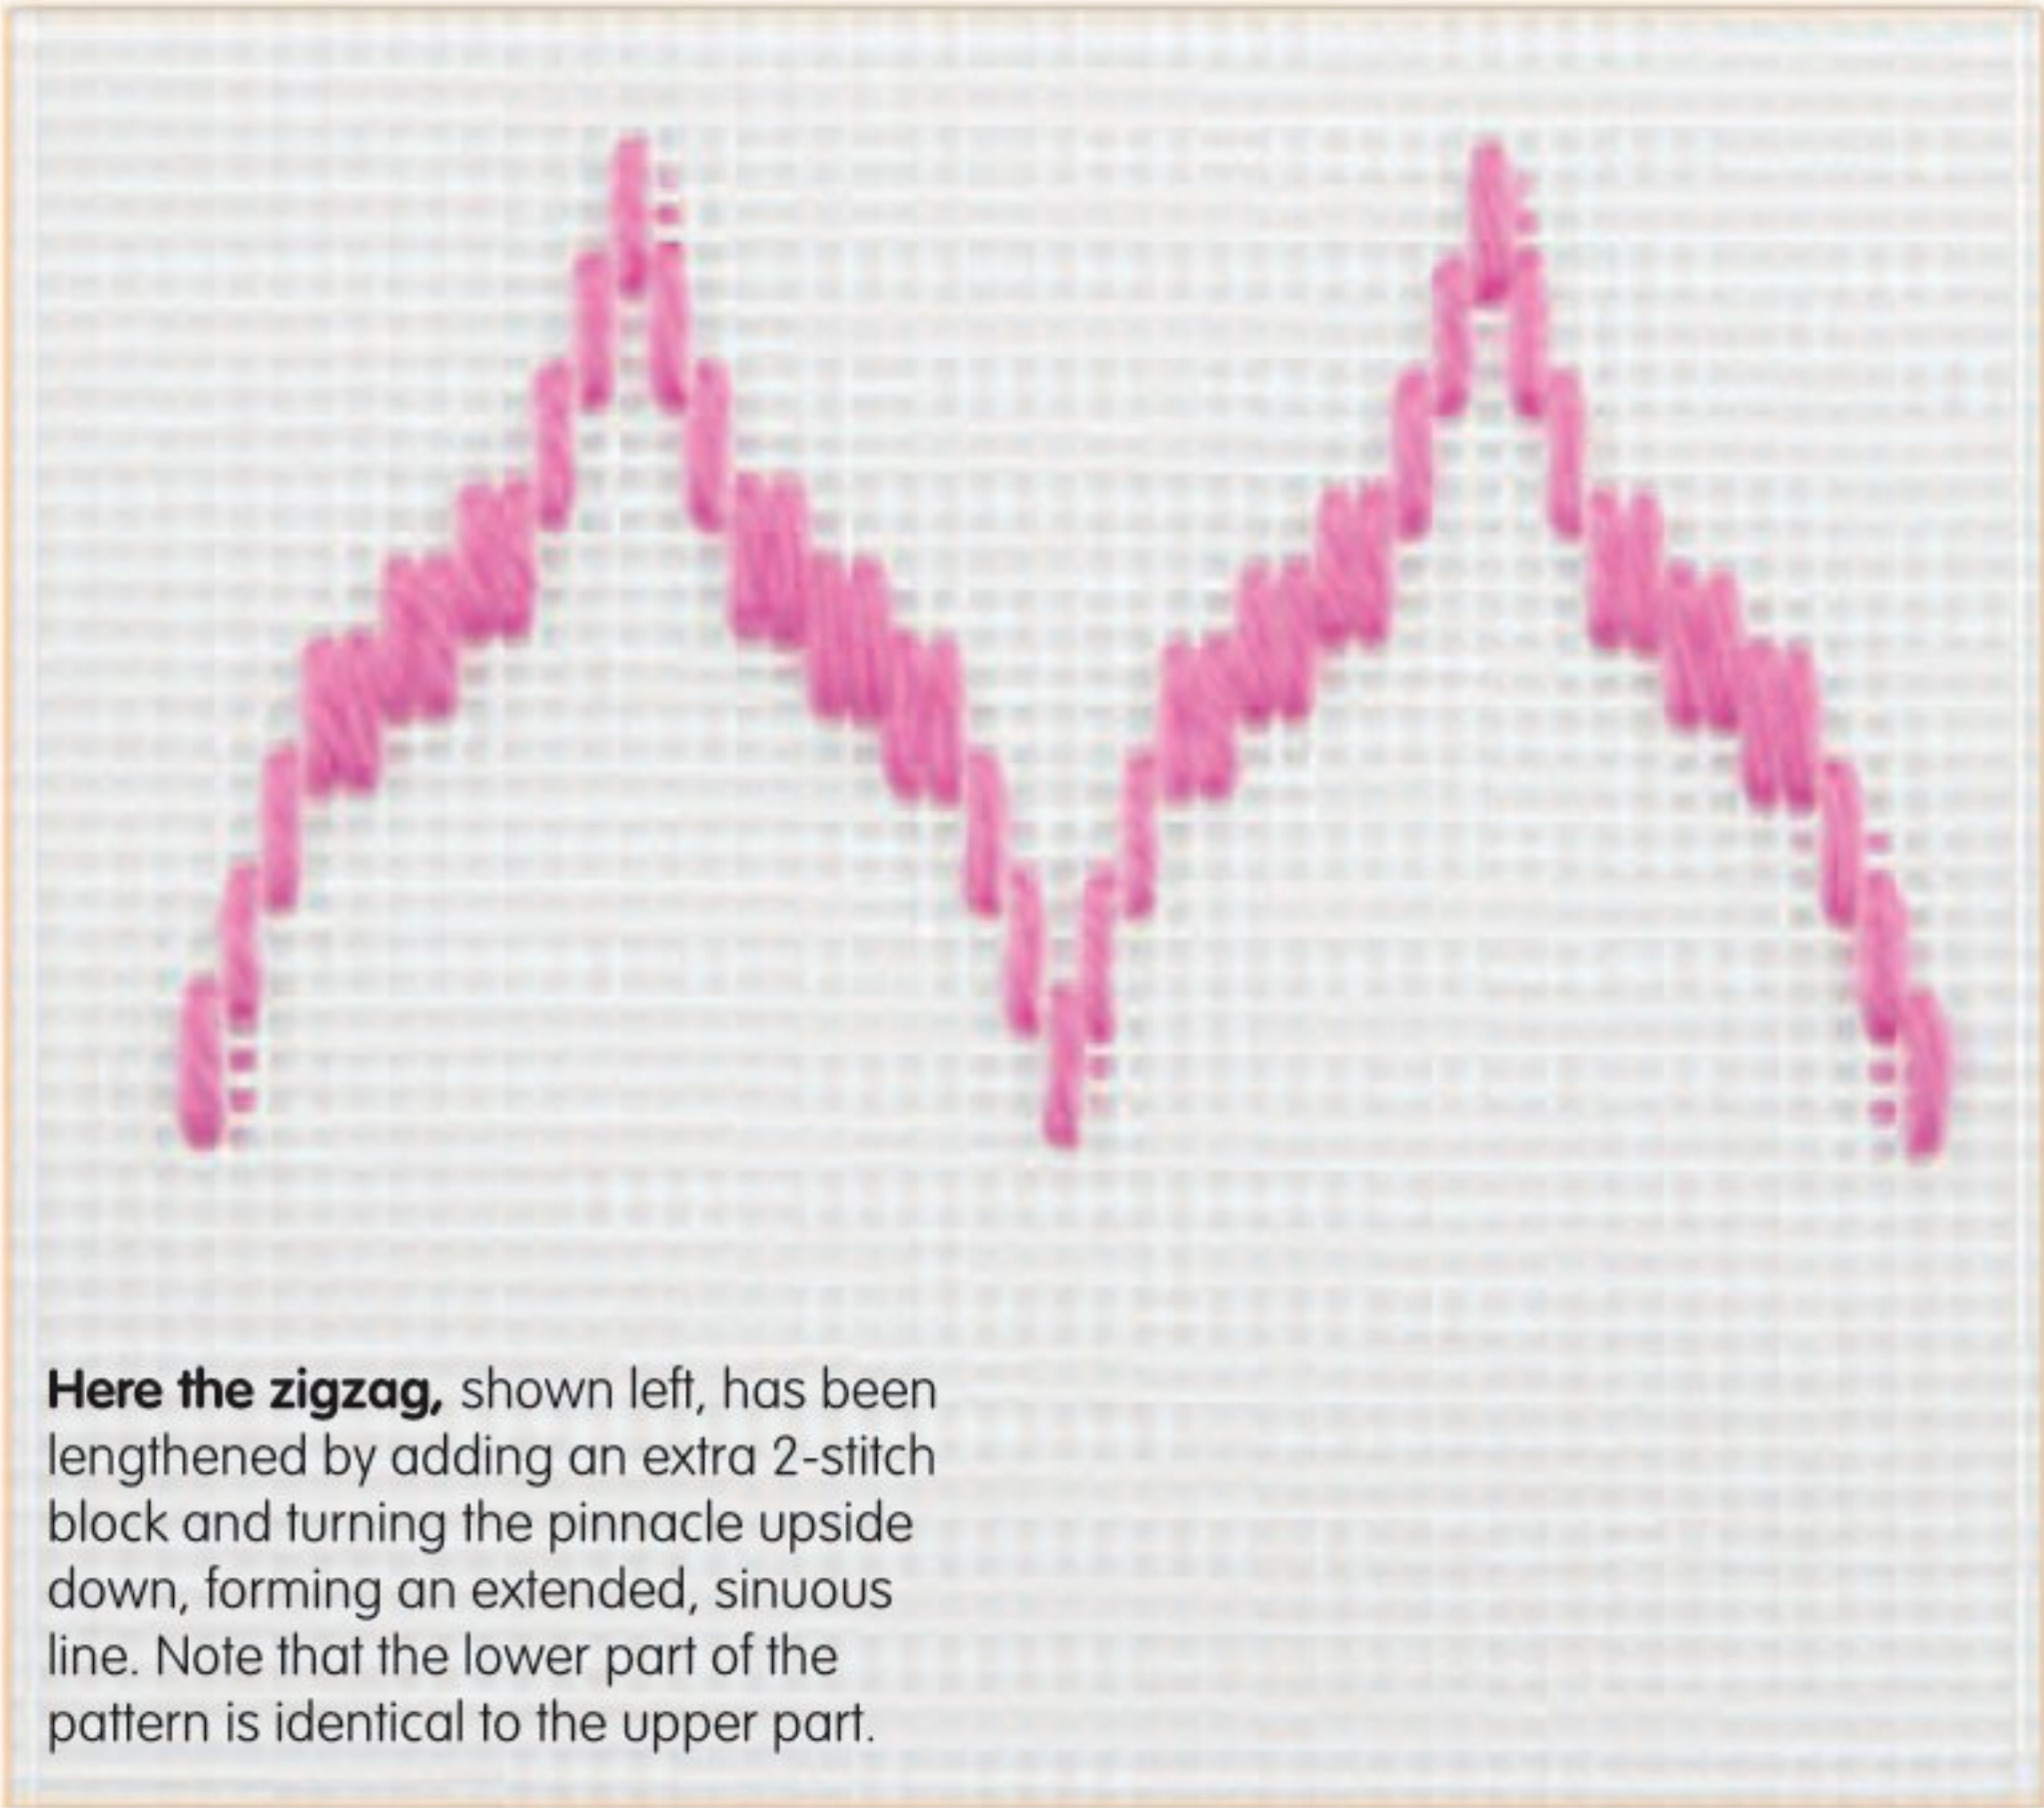 Here the zigzag, shown left, has been
lengthened by adding an extra 2-stitch
block and turning the pinnacle upside
down, forming an extended, sinuous
line. Note that the lower part of the
pattern is identical to the upper part.